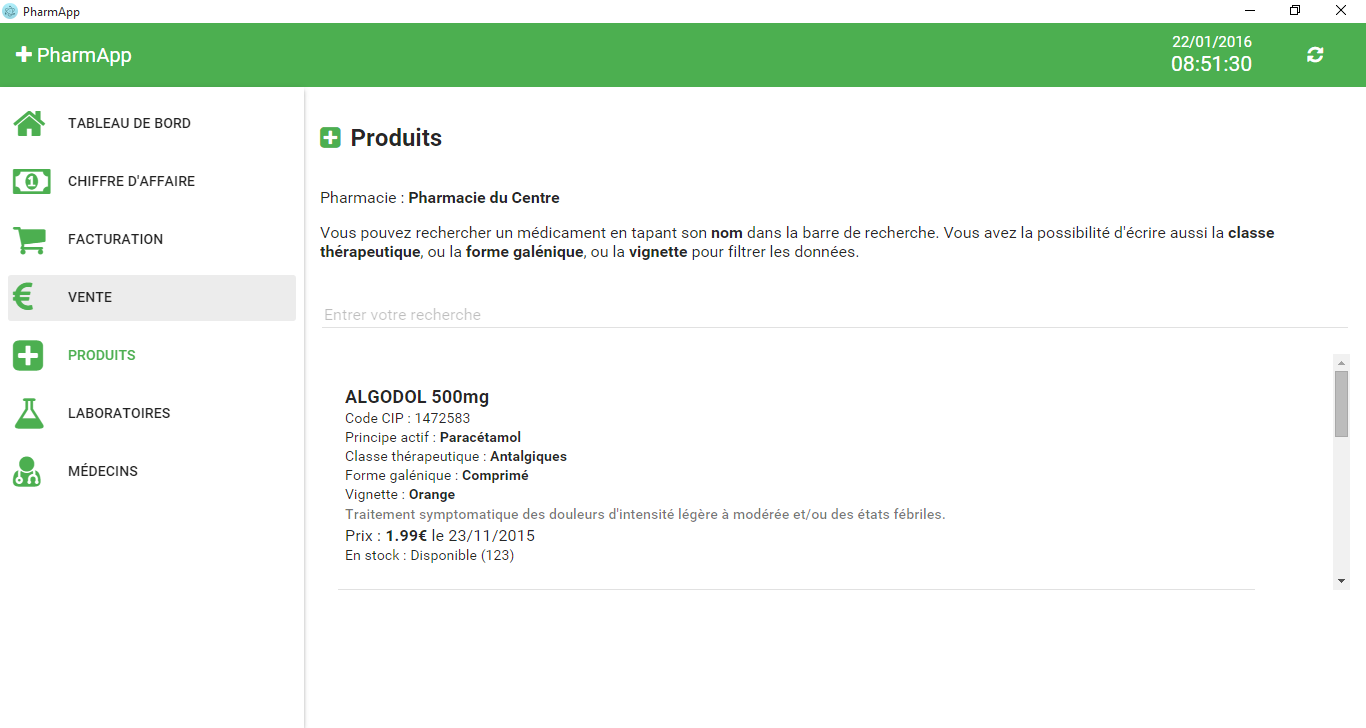 PharmApp
PharmApp
22/01/2016
08:51:30
TABLEAU DE BORD
CHIFFRE D'AFFAIRE
FACTURATION
VENTE
PRODUITS
LABORATOIRES
MÉDECINS
Produits
Pharmacie : Pharmacie du Centre
Vous pouvez rechercher un médicament en tapant son nom dans la barre de recherche. Vous avez la possibilité d'écrire aussi la classe
thérapeutique, ou la forme galénique, ou la vignette pour filtrer les données.
Entrer votre recherche
ALGODOL 500mg
Code CIP : 1472583
Principe actif : Paracétamol
Classe thérapeutique : Antalgiques
Forme galénique : Comprimé
Vignette : Orange
Traitement symptomatique des douleurs d'intensité légère à modérée et/ou des états fébriles.
Prix : 1.99€ le 23/11/2015
En stock : Disponible (123)